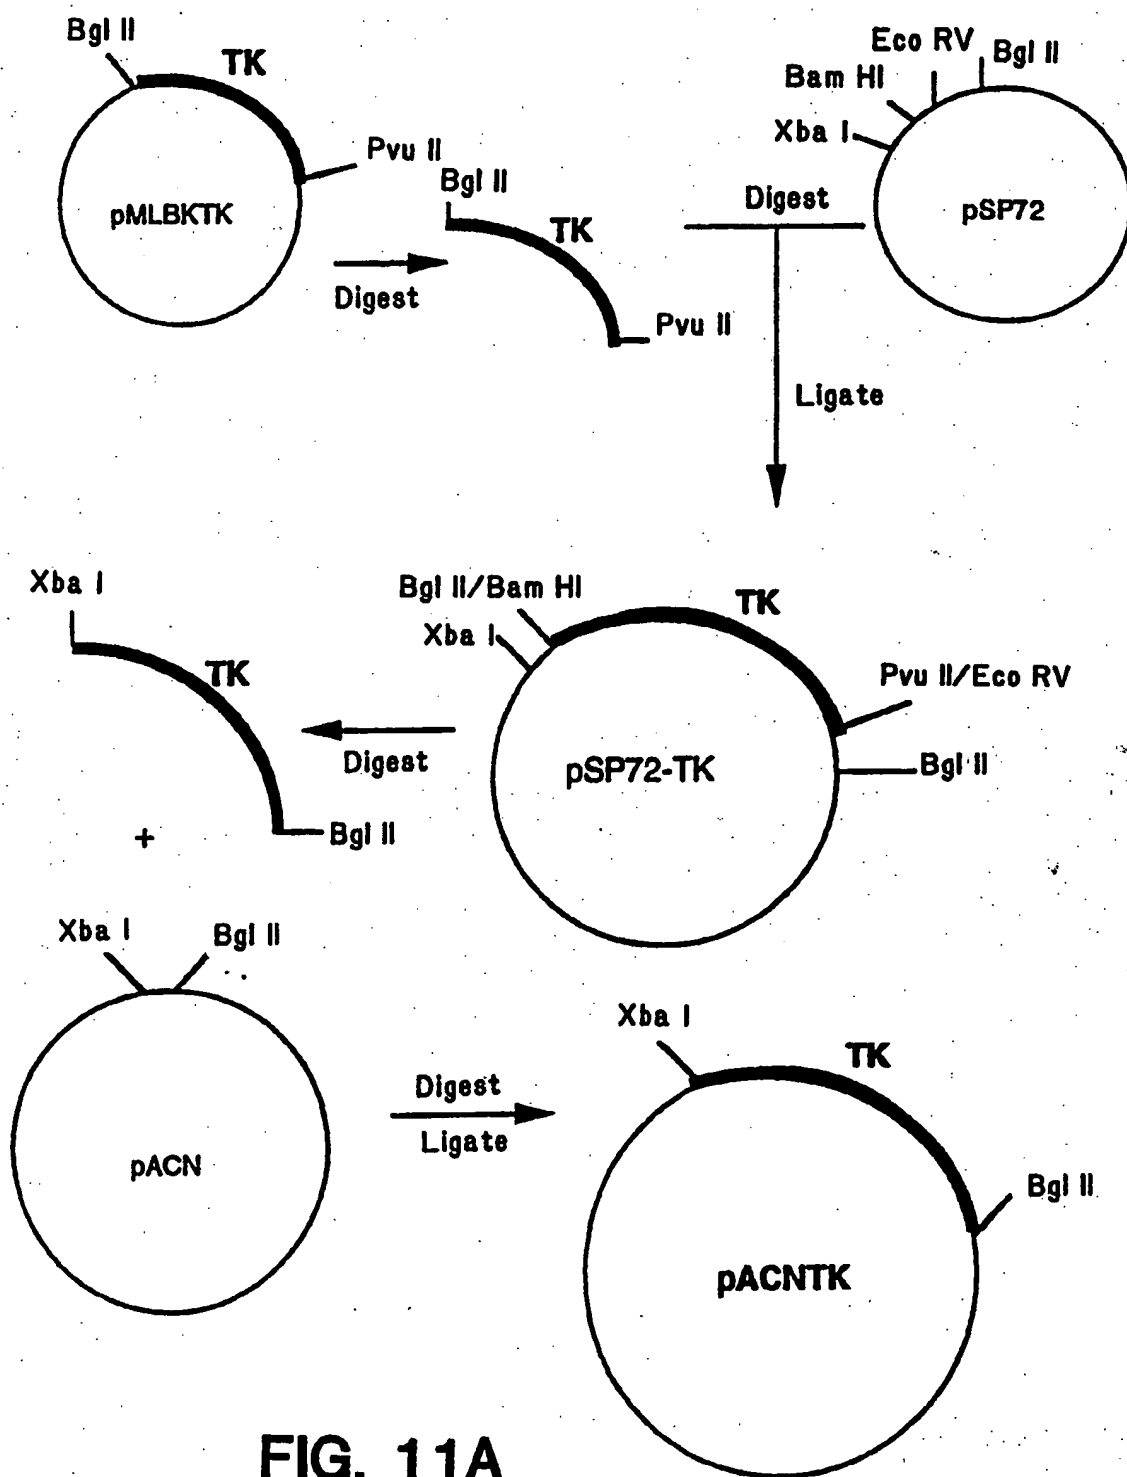 Bgl II
TK
Pvu II
pMLBKTK
Bgl II
TK
Pvu II
Digest
Eco RV
Bgl II
Bam HI
Xba I
pSP72
Digest
Ligate
Bgl II/Bam HI
Xba I
TK
Pvu II/Eco RV
Bgl II
pSP72-TK
Digest
Xba I
TK
Bgl II
+
Xba I
Bgl II
pACN
Digest
Ligate
Xba I
TK
Bgl II
pACNTK
FIG. 11A